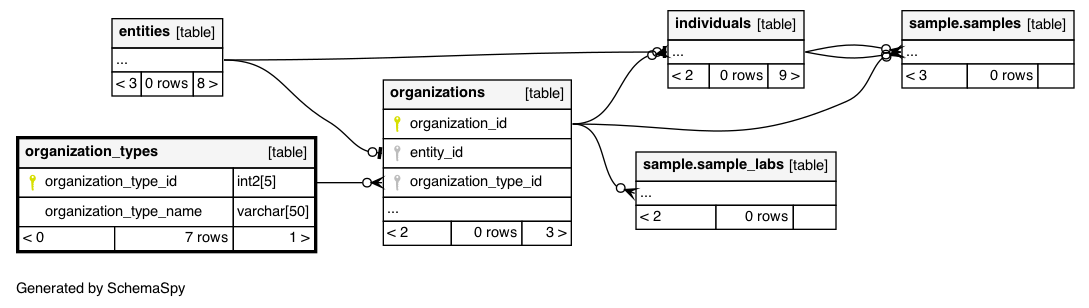 entities [table]
...
< 3 0 rows 8 >
individuals [table]
...
< 2 0 rows 9 >
sample.samples [table]
...
< 3 0 rows
organizations [table]
organization_id
entity_id
organization_type_id
...
< 2 0 rows 3 >
organization_types [table]
organization_type_id int2[5]
organization_type_name varchar[50]
< 0 7 rows 1 >
sample.sample_labs [table]
...
< 2 0 rows
Generated by SchemaSpy